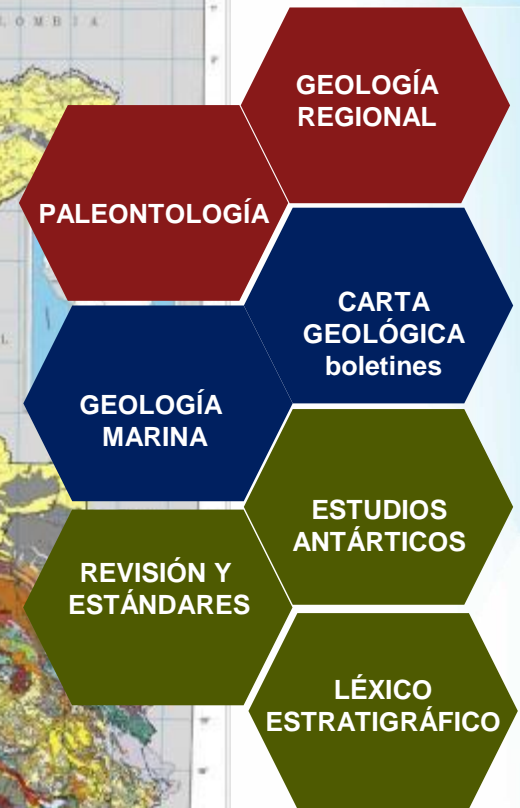 O M B I A
GEOLOGÍA
REGIONAL
PALEONTOLOGÍA
CARTA
GEOLÓGICA
boletines
GEOLOGÍA
MARINA
ESTUDIOS
ANTÁRTICOS
REVISIÓN Y
ESTÁNDARES
LÉXICO
ESTRATIGRÁFICO